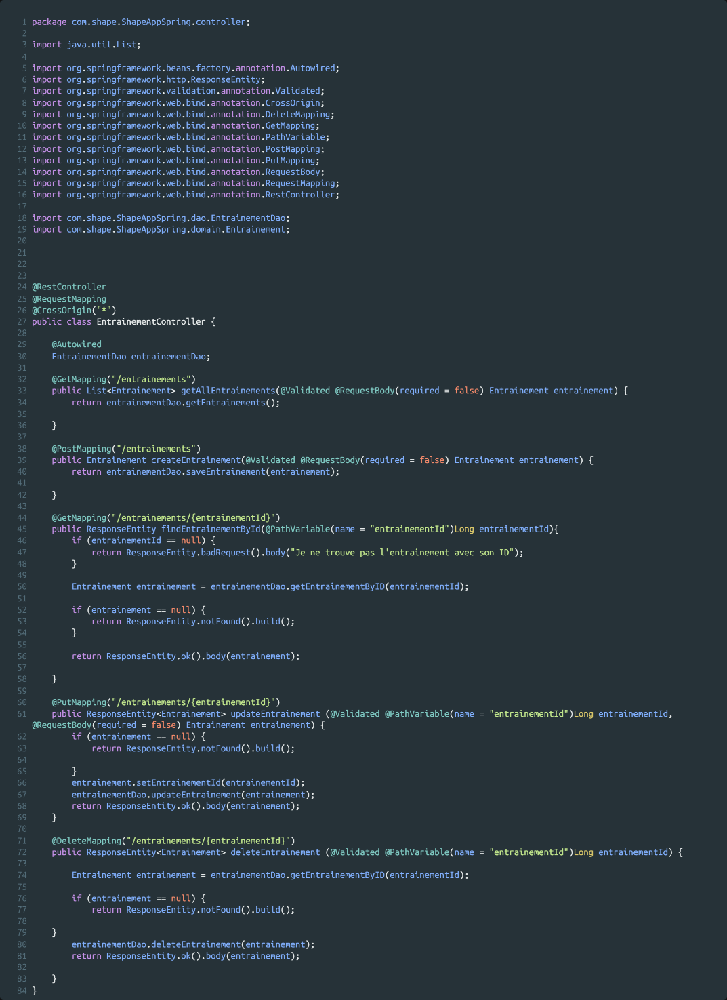 1 package com.shape.ShapeAppSpring.controller;
2
3 import java.util.List;
4
5 import org.springframework.beans.factory.annotation.Autowired;
6 import org.springframework.http.ResponseEntity;
7 import org.springframework.validation.annotation.Validated;
8 import org.springframework.web.bind.annotation.CrossOrigin;
9 import org.springframework.web.bind.annotation.DeleteMapping;
10 import org.springframework.web.bind.annotation.GetMapping;
11 import org.springframework.web.bind.annotation.PathVariable;
12 import org.springframework.web.bind.annotation.PostMapping;
13 import org.springframework.web.bind.annotation.PutMapping;
14 import org.springframework.web.bind.annotation.RequestBody;
15 import org.springframework.web.bind.annotation.RequestMapping;
16 import org.springframework.web.bind.annotation.RestController;
17
18 import com.shape.ShapeAppSpring.dao.EntrainementDao;
19 import com.shape.ShapeAppSpring.domain.Entrainement;
20
21
22
23
24 @RestController
25 @RequestMapping
26 @CrossOrigin("*")
27 public class EntrainementController {
28
29     @Autowired
30     EntrainementDao entrainementDao;
31
32     @GetMapping("/entrainements")
33     public List<Entrainement> getAllEntrainements(@Validated @RequestBody(required = false) Entrainement entrainement) {
34         return entrainementDao.getEntrainements();
35
36     }
37
38     @PostMapping("/entrainements")
39     public Entrainement createEntrainement(@Validated @RequestBody(required = false) Entrainement entrainement) {
40         return entrainementDao.saveEntrainement(entrainement);
41
42     }
43
44     @GetMapping("/entrainements/{entrainementId}")
45     public ResponseEntity findEntrainementById(@PathVariable(name = "entrainementId")Long entrainementId){
46         if (entrainementId == null) {
47             return ResponseEntity.badRequest().body("Je ne trouve pas l'entrainement avec son ID");
48         }
49
50         Entrainement entrainement = entrainementDao.getEntrainementByID(entrainementId);
51
52         if (entrainement == null) {
53             return ResponseEntity.notFound().build();
54         }
55
56         return ResponseEntity.ok().body(entrainement);
57
58     }
59
60     @PutMapping("/entrainements/{entrainementId}")
61     public ResponseEntity<Entrainement> updateEntrainement (@Validated @PathVariable(name = "entrainementId")Long entrainementId,
@RequestBody(required = false) Entrainement entrainement) {
62         if (entrainement == null) {
63             return ResponseEntity.notFound().build();
64
65         }
66         entrainement.setEntrainementId(entrainementId);
67         entrainementDao.updateEntrainement(entrainement);
68         return ResponseEntity.ok().body(entrainement);
69     }
70
71     @DeleteMapping("/entrainements/{entrainementId}")
72     public ResponseEntity<Entrainement> deleteEntrainement (@Validated @PathVariable(name = "entrainementId")Long entrainementId) {
73
74         Entrainement entrainement = entrainementDao.getEntrainementByID(entrainementId);
75
76         if (entrainement == null) {
77             return ResponseEntity.notFound().build();
78
79     }
80         entrainementDao.deleteEntrainement(entrainement);
81         return ResponseEntity.ok().body(entrainement);
82
83     }
84 }